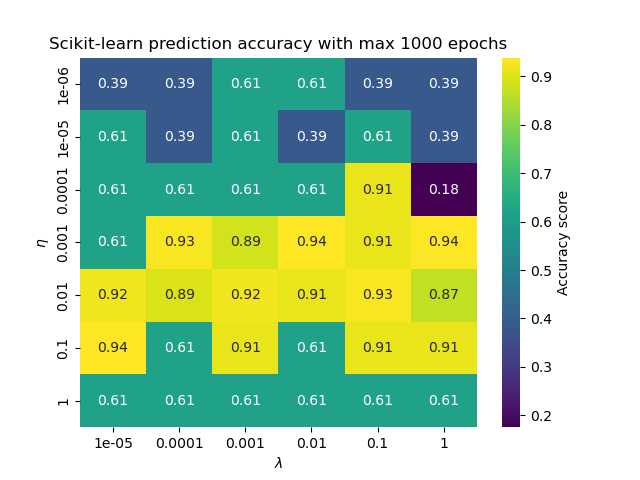 Scikit-learn prediction accuracy with max 1000 epochs
1e-06 0.39 0.39 0.61 0.61 0.39 0.39
1e-05 0.61 0.39 0.61 0.39 0.61 0.39
0.0001 0.61 0.61 0.61 0.61 0.91 0.18
0.001 0.61 0.93 0.89 0.94 0.91 0.94
0.01 0.92 0.89 0.92 0.91 0.93 0.87
0.1 0.94 0.61 0.91 0.61 0.91 0.91
1 0.61 0.61 0.61 0.61 0.61 0.61
η
1e-05 0.0001 0.001 0.01 0.1 1
λ
0.9
0.8
0.7
0.6
0.5
0.4
0.3
0.2
Accuracy score